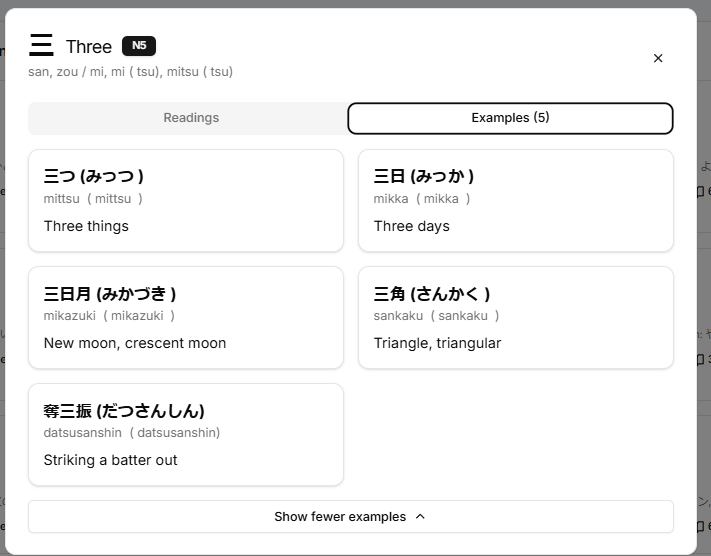 三 Three N5
san, zou / mi, mi ( tsu), mitsu ( tsu)
Readings
Examples (5)
三つ (みっつ )
mittsu ( mittsu )
Three things
三日 (みっか )
mikka ( mikka )
Three days
三日月 (みかづき )
mikazuki ( mikazuki )
New moon, crescent moon
三角 (さんかく )
sankaku ( sankaku )
Triangle, triangular
奪三振 (だつさんしん)
datsusanshin ( datsusanshin)
Striking a batter out
Show fewer examples